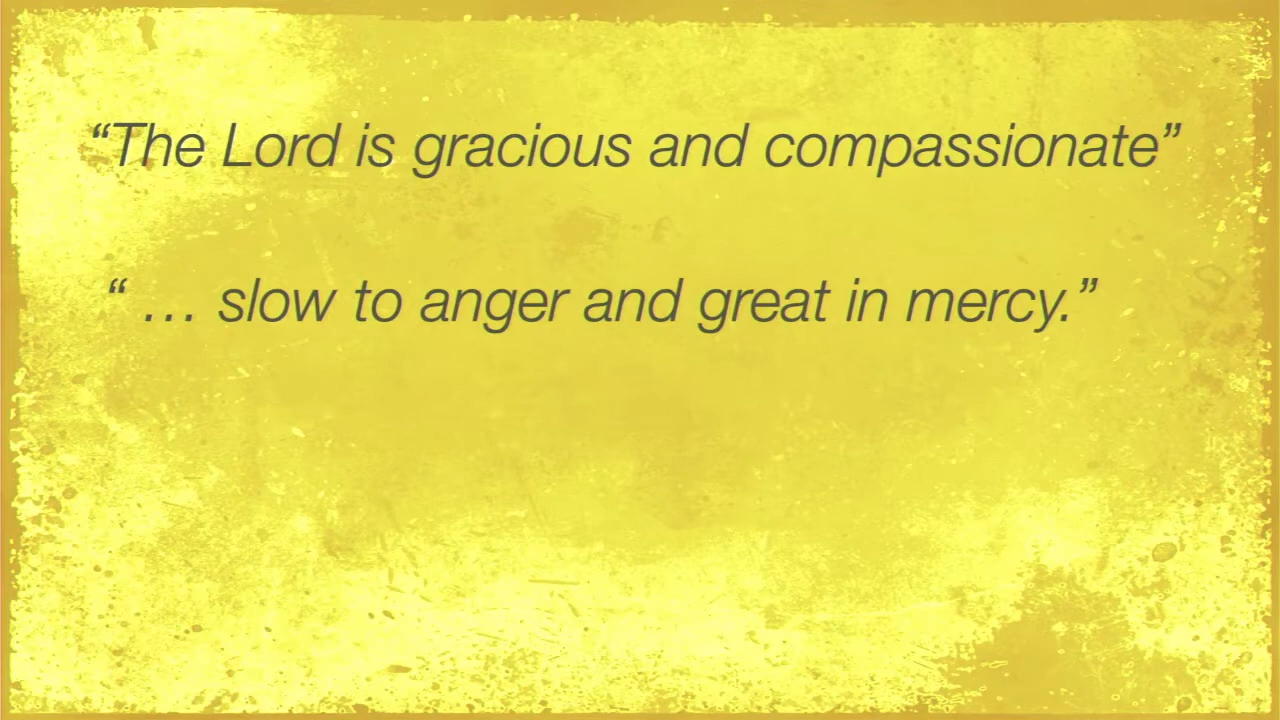 “The Lord is gracious and compassionate”
“ … slow to anger and great in mercy.”